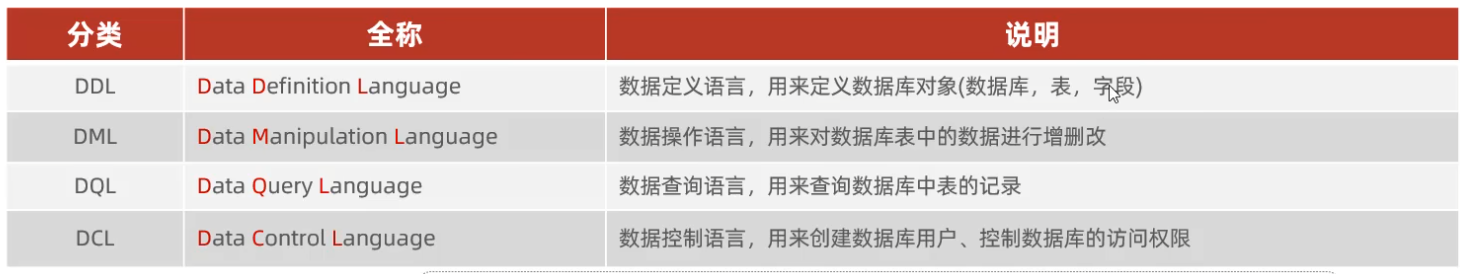 分类 全称 说明
DDL Data Definition Language 数据定义语言，用来定义数据库对象(数据库，表，字段)
DML Data Manipulation Language 数据操作语言，用来对数据库表中的数据进行增删改
DQL Data Query Language 数据查询语言，用来查询数据库中表的记录
DCL Data Control Language 数据控制语言，用来创建数据库用户、控制数据库的访问权限